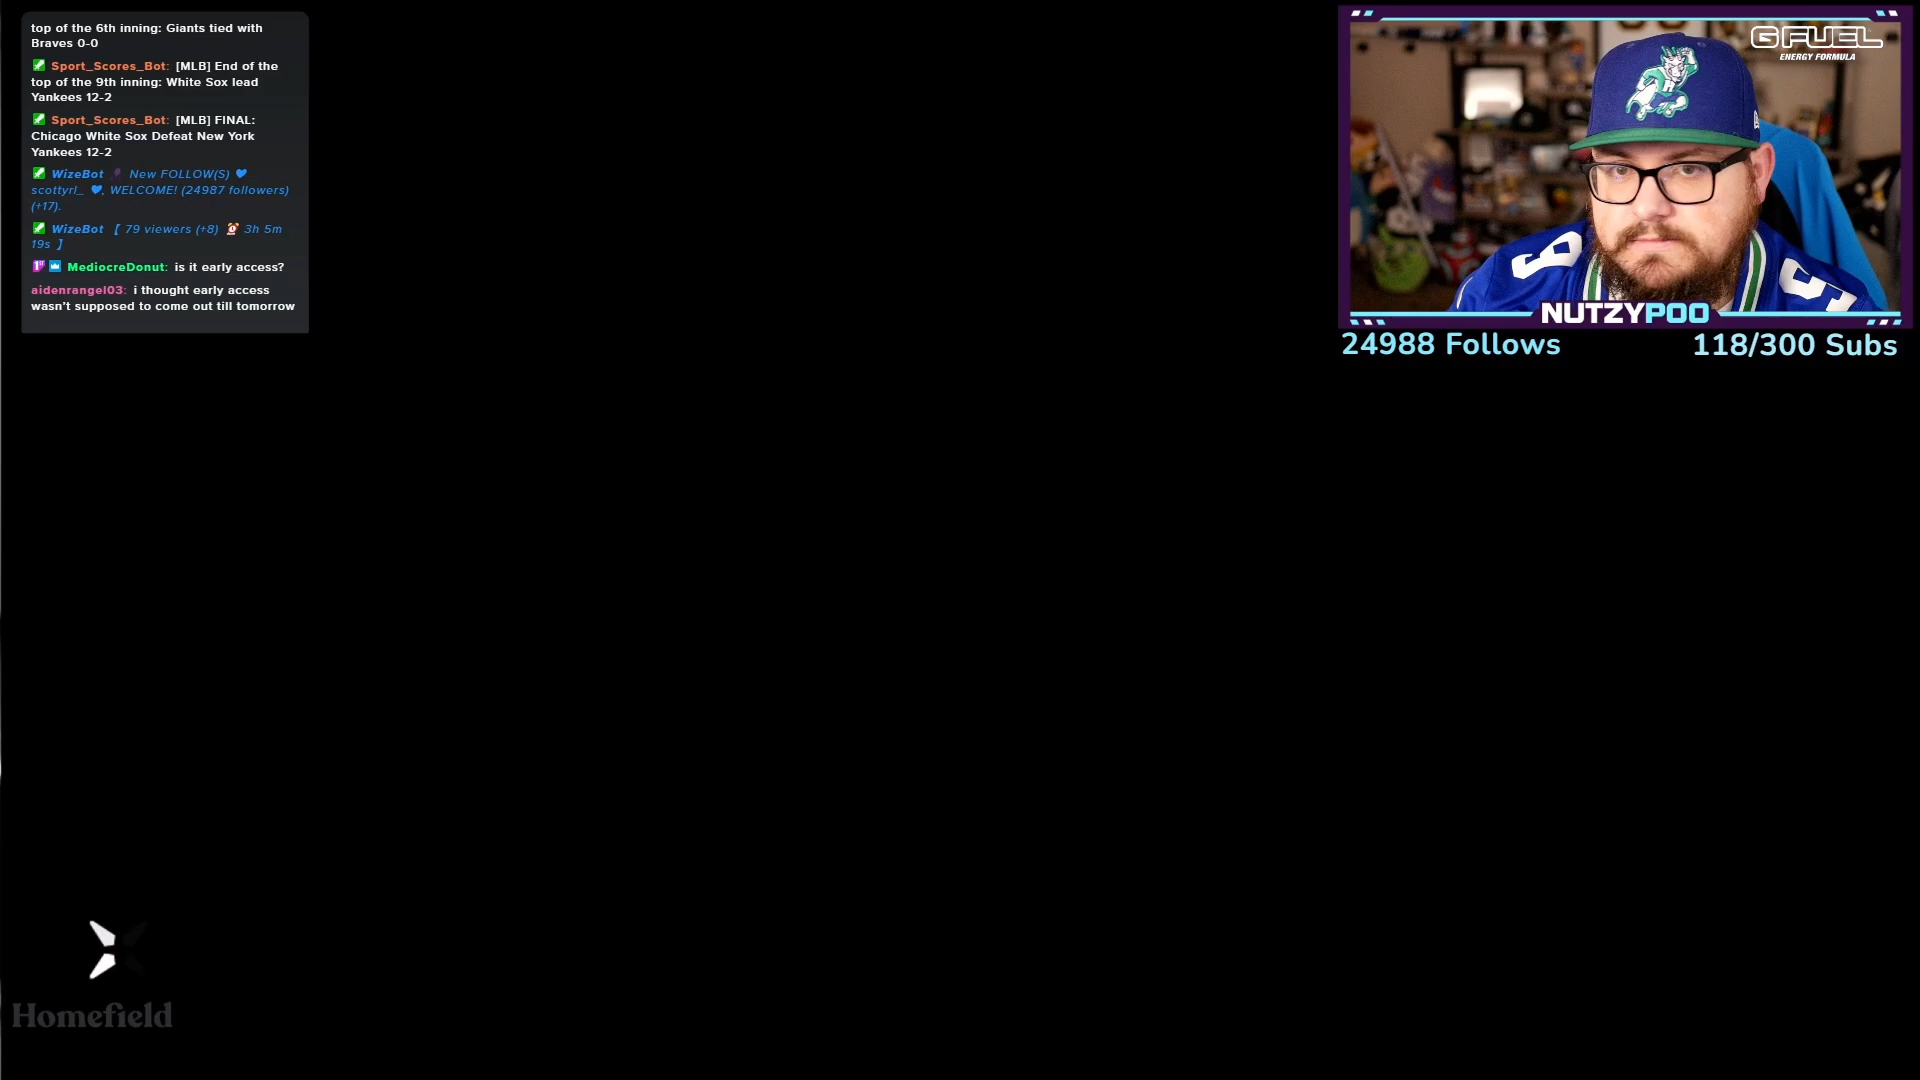 top of the 6th inning: Giants tied with
Braves 0-0
Sport_Scores_Bot: [MLB] End of the
top of the 9th inning: White Sox lead
Yankees 12-2
Sport_Scores_Bot: [MLB] FINAL:
Chicago White Sox Defeat New York
Yankees 12-2
WizeBot New FOLLOW(S)
scottyrl_ , WELCOME! (24987 followers)
(+17).
WizeBot [ 79 viewers (+8) 3h 5m
19s ]
MediocreDonut: is it early access?
aidenrangel03: i thought early access
wasn't supposed to come out till tomorrow
GFUEL
ENERGY FORMULA
NUTZYPOO
24988 Follows
118/300 Subs
Homefield